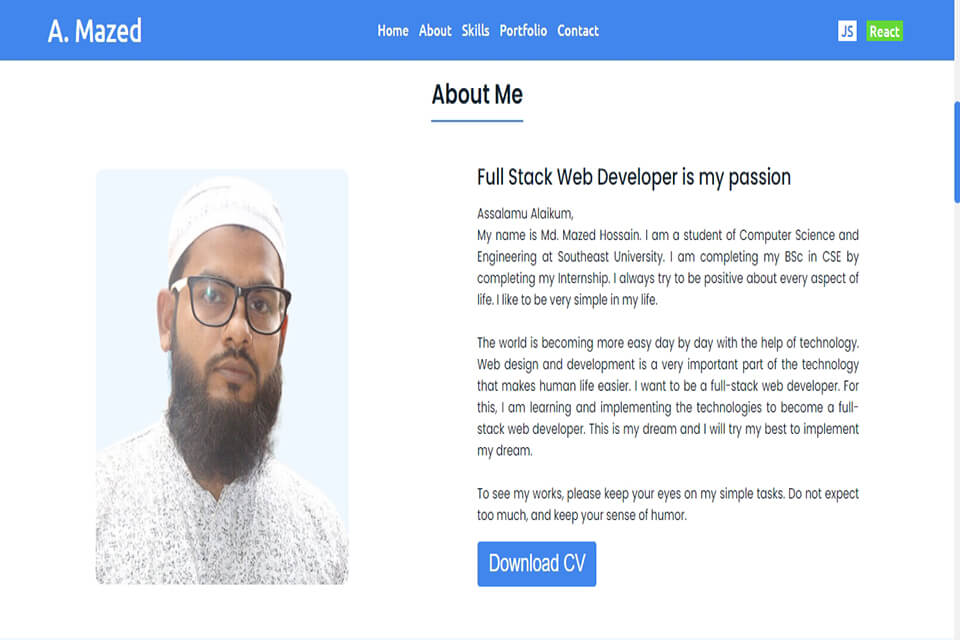 A. Mazed
Home About Skills Portfolio Contact
JS React
About Me
Full Stack Web Developer is my passion
Assalamu Alaikum,
My name is Md. Mazed Hossain. I am a student of Computer Science and
Engineering at Southeast University. I am completing my BSc in CSE by
completing my Internship. I always try to be positive about every aspect of
life. I like to be very simple in my life.
The world is becoming more easy day by day with the help of technology.
Web design and development is a very important part of the technology
that makes human life easier. I want to be a full-stack web developer. For
this, I am learning and implementing the technologies to become a full-
stack web developer. This is my dream and I will try my best to implement
my dream.
To see my works, please keep your eyes on my simple tasks. Do not expect
too much, and keep your sense of humor.
Download CV